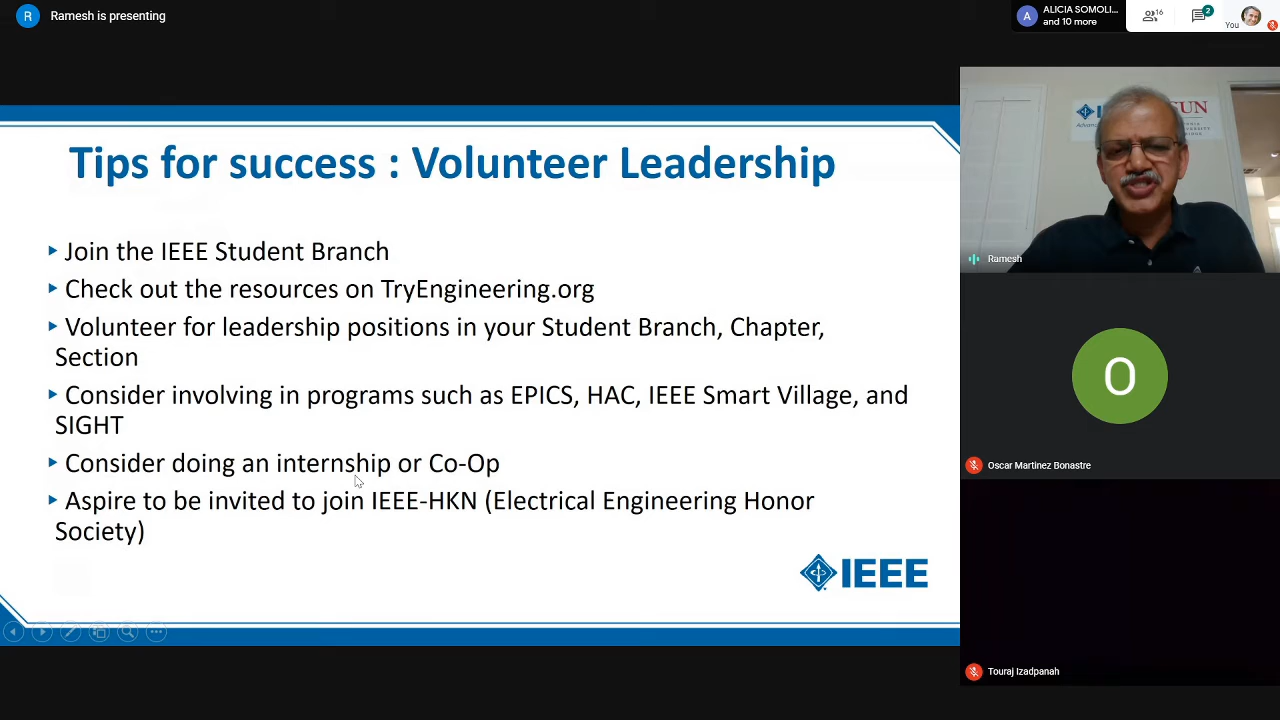 R
Ramesh is presenting
A
ALICIA SOMOLI...
and 10 more
16
2
You
Tips for success : Volunteer Leadership
Join the IEEE Student Branch
Check out the resources on TryEngineering.org
Volunteer for leadership positions in your Student Branch, Chapter,
Section
Consider involving in programs such as EPICS, HAC, IEEE Smart Village, and
SIGHT
Consider doing an internship or Co-Op
Aspire to be invited to join IEEE-HKN (Electrical Engineering Honor
Society)
IEEE
Ramesh
O
Oscar Martinez Bonastre
Touraj Izadpanah